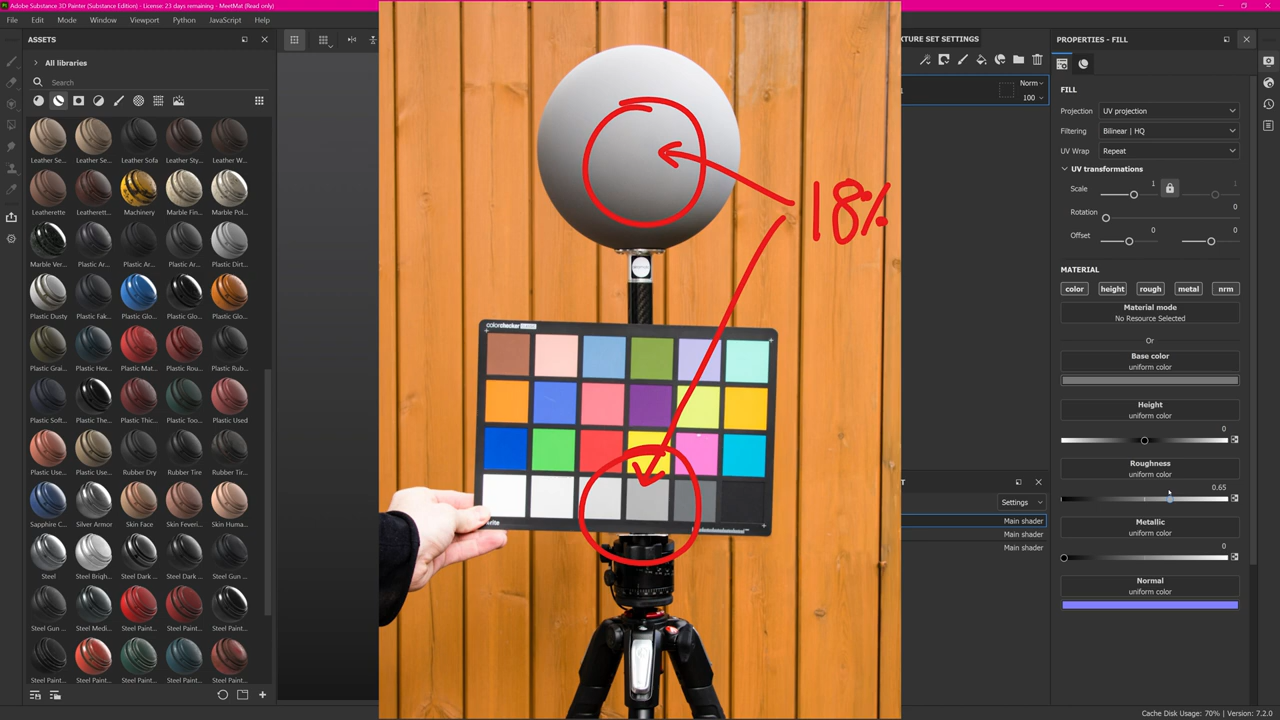 Adobe Substance 3D Painter (Substance Edition) - License: 23 days remaining - MeetMat (Read only)
File Edit Mode Window Viewport Python JavaScript Help
ASSETS
All libraries
Search
Leather Se... Leather Se... Leather Sofa Leather Sty... Leather W...
Leatherette Leatherett... Machinery Marble Fin... Marble Pol...
Marble Ver... Plastic Ar... Plastic Ar... Plastic Ar... Plastic Dirt...
Plastic Dusty Plastic Fak... Plastic Glo... Plastic Glo... Plastic Glo...
Plastic Grai... Plastic Hex... Plastic Mat... Plastic Rou... Plastic Rub...
Plastic Soft... Plastic The... Plastic Thic... Plastic Too... Plastic Used
Plastic Use... Plastic Use... Rubber Dry Rubber Tire Rubber Tir...
Sapphire C... Silver Armor Skin Face Skin Feveri... Skin Huma...
Steel Steel Brigh... Steel Dark ... Steel Dark ... Steel Gun ...
Steel Gun ... Steel Medi... Steel Paint... Steel Paint... Steel Paint...
Steel Paint... Steel Paint... Steel Paint... Steel Paint... Steel Paint...
18%
colorchecker
XTURE SET SETTINGS
Norm
100
Settings
Main shader
Main shader
Main shader
PROPERTIES - FILL
FILL
Projection UV projection
Filtering Bilinear | HQ
UV Wrap Repeat
UV transformations
Scale 1 1
Rotation 0
Offset 0 0
MATERIAL
color height rough metal nrm
Material mode
No Resource Selected
Or
Base color
uniform color
Height
uniform color
0
Roughness
uniform color
0.65
Metallic
uniform color
0
Normal
uniform color
Cache Disk Usage: 70% | Version: 7.2.0